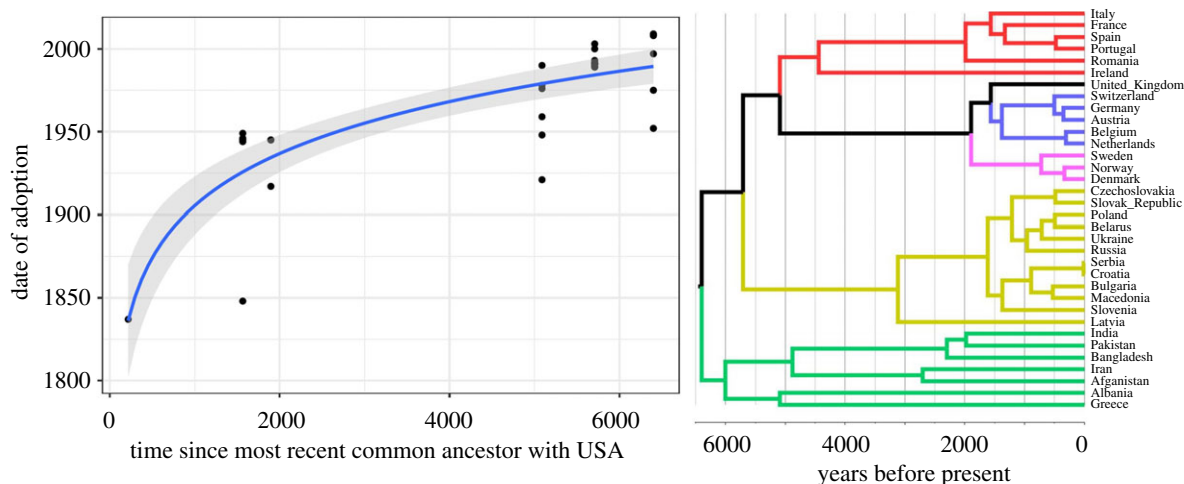 2000
1950
1900
1850
1800
date of adoption
0
2000
4000
6000
time since most recent common ancestor with USA
Italy
France
Spain
Portugal
Romania
Ireland
United_Kingdom
Switzerland
Germany
Austria
Belgium
Netherlands
Sweden
Norway
Denmark
Czechoslovakia
Slovak_Republic
Poland
Belarus
Ukraine
Russia
Serbia
Croatia
Bulgaria
Macedonia
Slovenia
Latvia
India
Pakistan
Bangladesh
Iran
Afganistan
Albania
Greece
6000
4000
2000
0
years before present